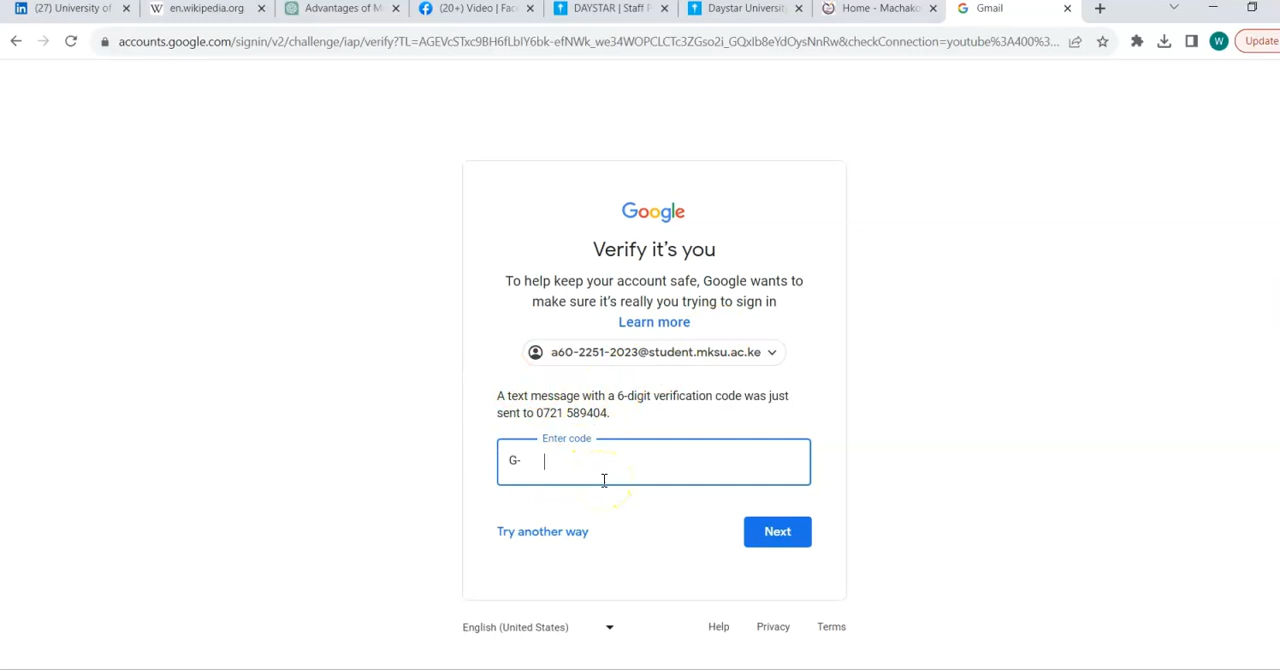 (27) University of
en.wikipedia.org
Advantages of M
(20+) Video | Fac
DAYSTAR | Staff P
Daystar University
Home - Machako
Gmail
accounts.google.com/signin/v2/challenge/iap/verify?TL=AGEVcSTxc9BH6fLbIY6bk-efNWk_we34WOPCLCTc3ZGso2i_GQxIb8eYdOysNnRw&checkConnection=youtube%3A400%3...
W
Update
Google
Verify it's you
To help keep your account safe, Google wants to
make sure it's really you trying to sign in
Learn more
a60-2251-2023@student.mksu.ac.ke
A text message with a 6-digit verification code was just
sent to 0721 589404.
Enter code
G-
Try another way
Next
English (United States)
Help
Privacy
Terms